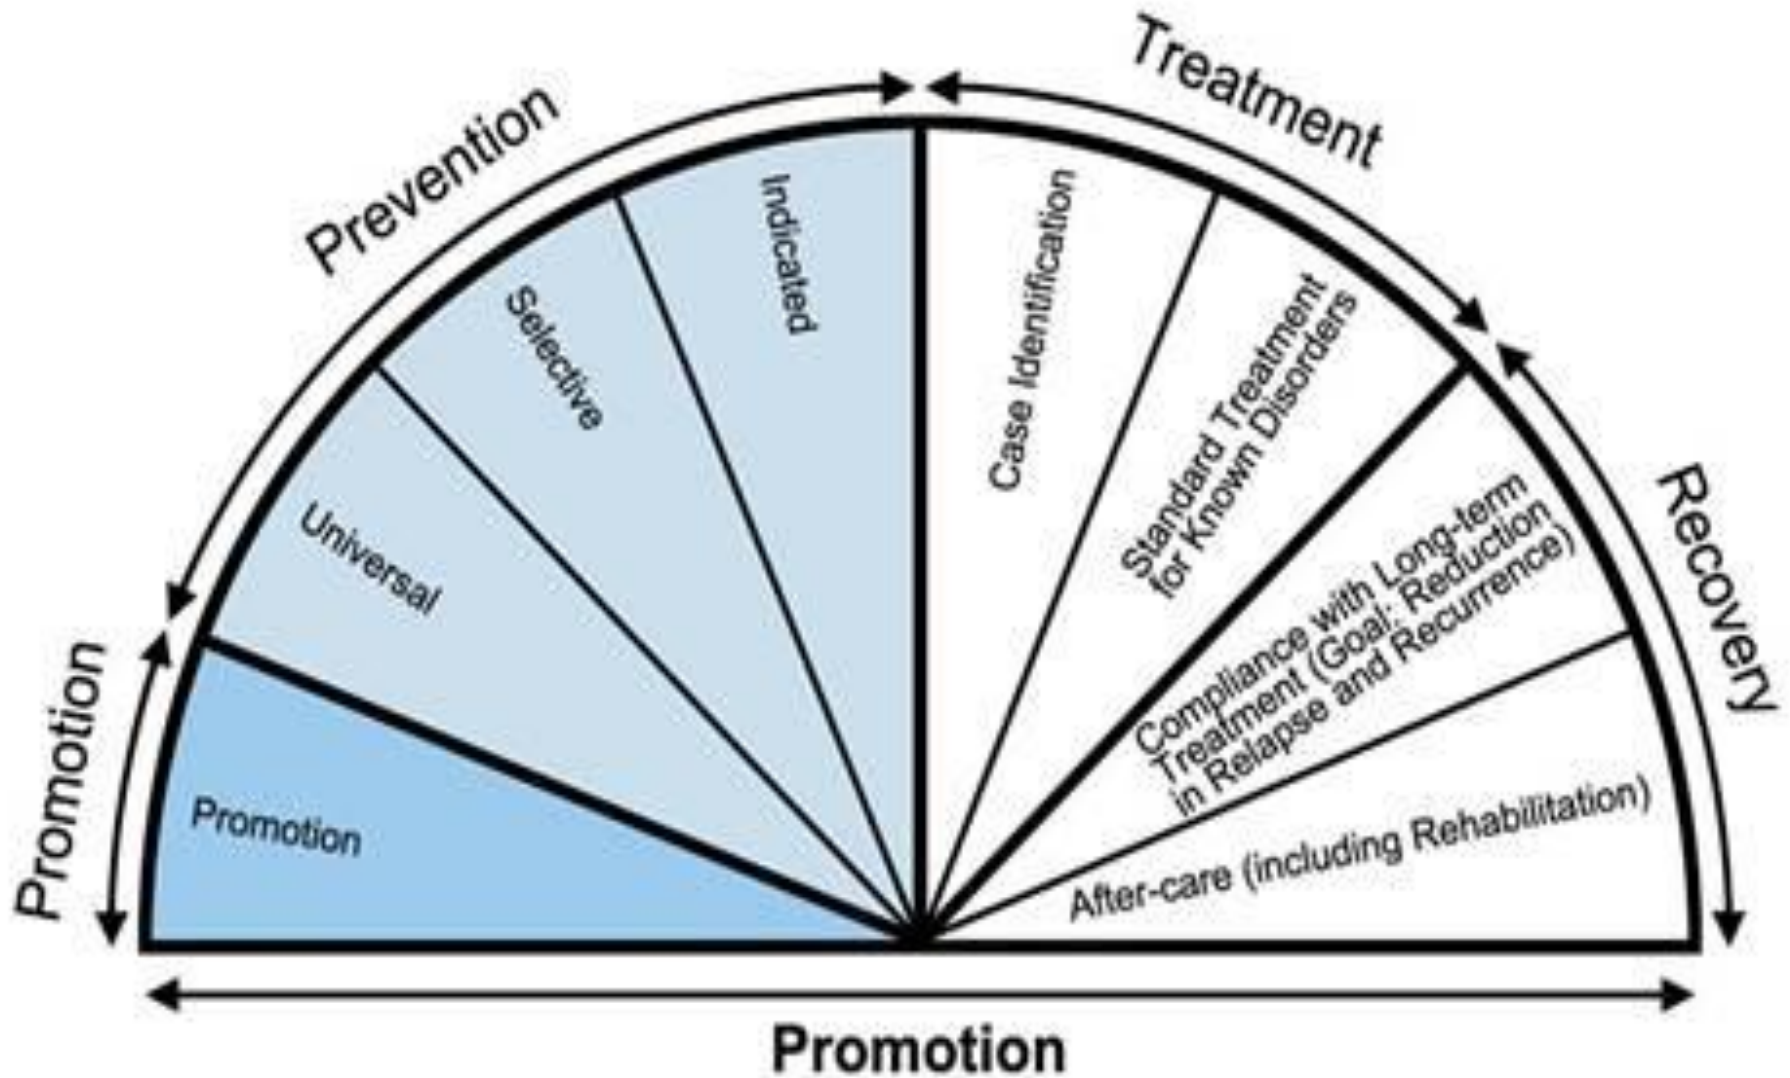 Promotion
Prevention
Treatment
Recovery
Promotion
Universal
Selective
Indicated
Case Identification
Standard Treatment
for Known Disorders
Compliance with Long-term
Treatment (Goal: Reduction
in Relapse and Recurrence)
After-care (including Rehabilitation)
Promotion